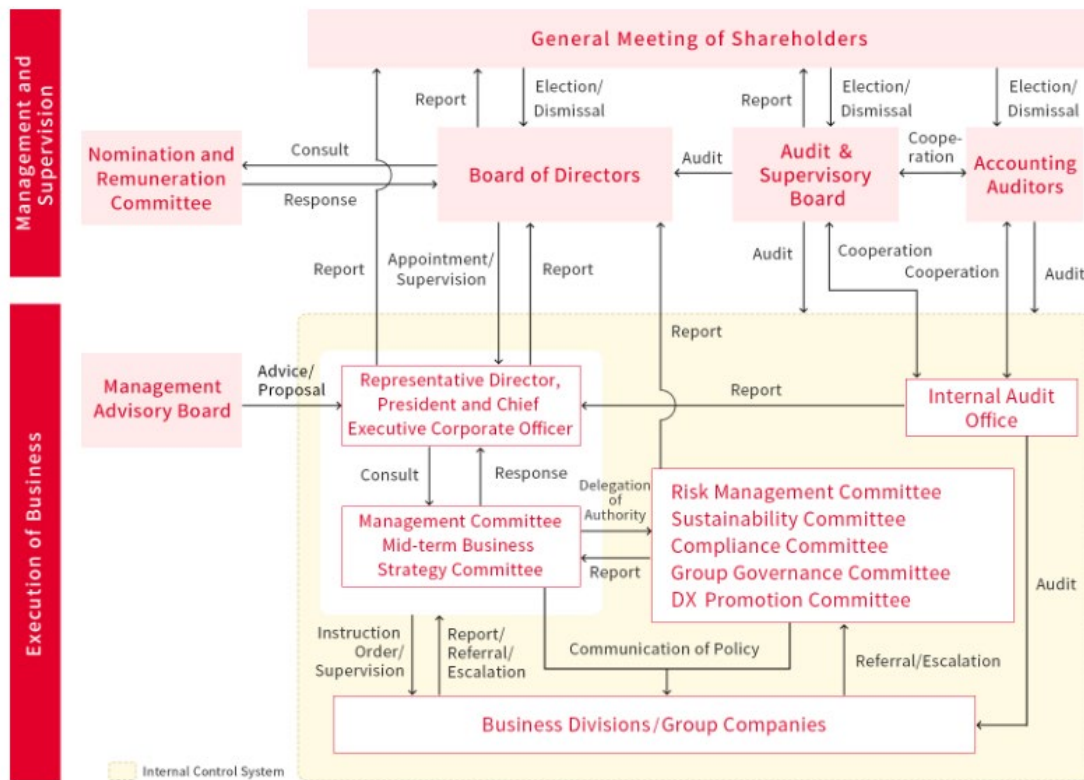 Management and
Supervision
General Meeting of Shareholders
Report
Election/
Dismissal
Report
Election/
Dismissal
Election/
Dismissal
Nomination and
Remuneration
Committee
Consult
Response
Board of Directors
Audit
Audit &
Supervisory
Board
Coope-
ration
Accounting
Auditors
Report
Appointment/
Supervision
Report
Audit
Cooperation
Cooperation
Audit
Execution of Business
Report
Management
Advisory Board
Advice/
Proposal
Representative Director,
President and Chief
Executive Corporate Officer
Report
Internal Audit
Office
Consult
Response
Delegation
of
Authority
Report
Management Committee
Mid-term Business
Strategy Committee
Risk Management Committee
Sustainability Committee
Compliance Committee
Group Governance Committee
DX Promotion Committee
Audit
Instruction
Order/
Supervision
Report/
Referral/
Escalation
Communication of Policy
Referral/Escalation
Business Divisions/Group Companies
Internal Control System